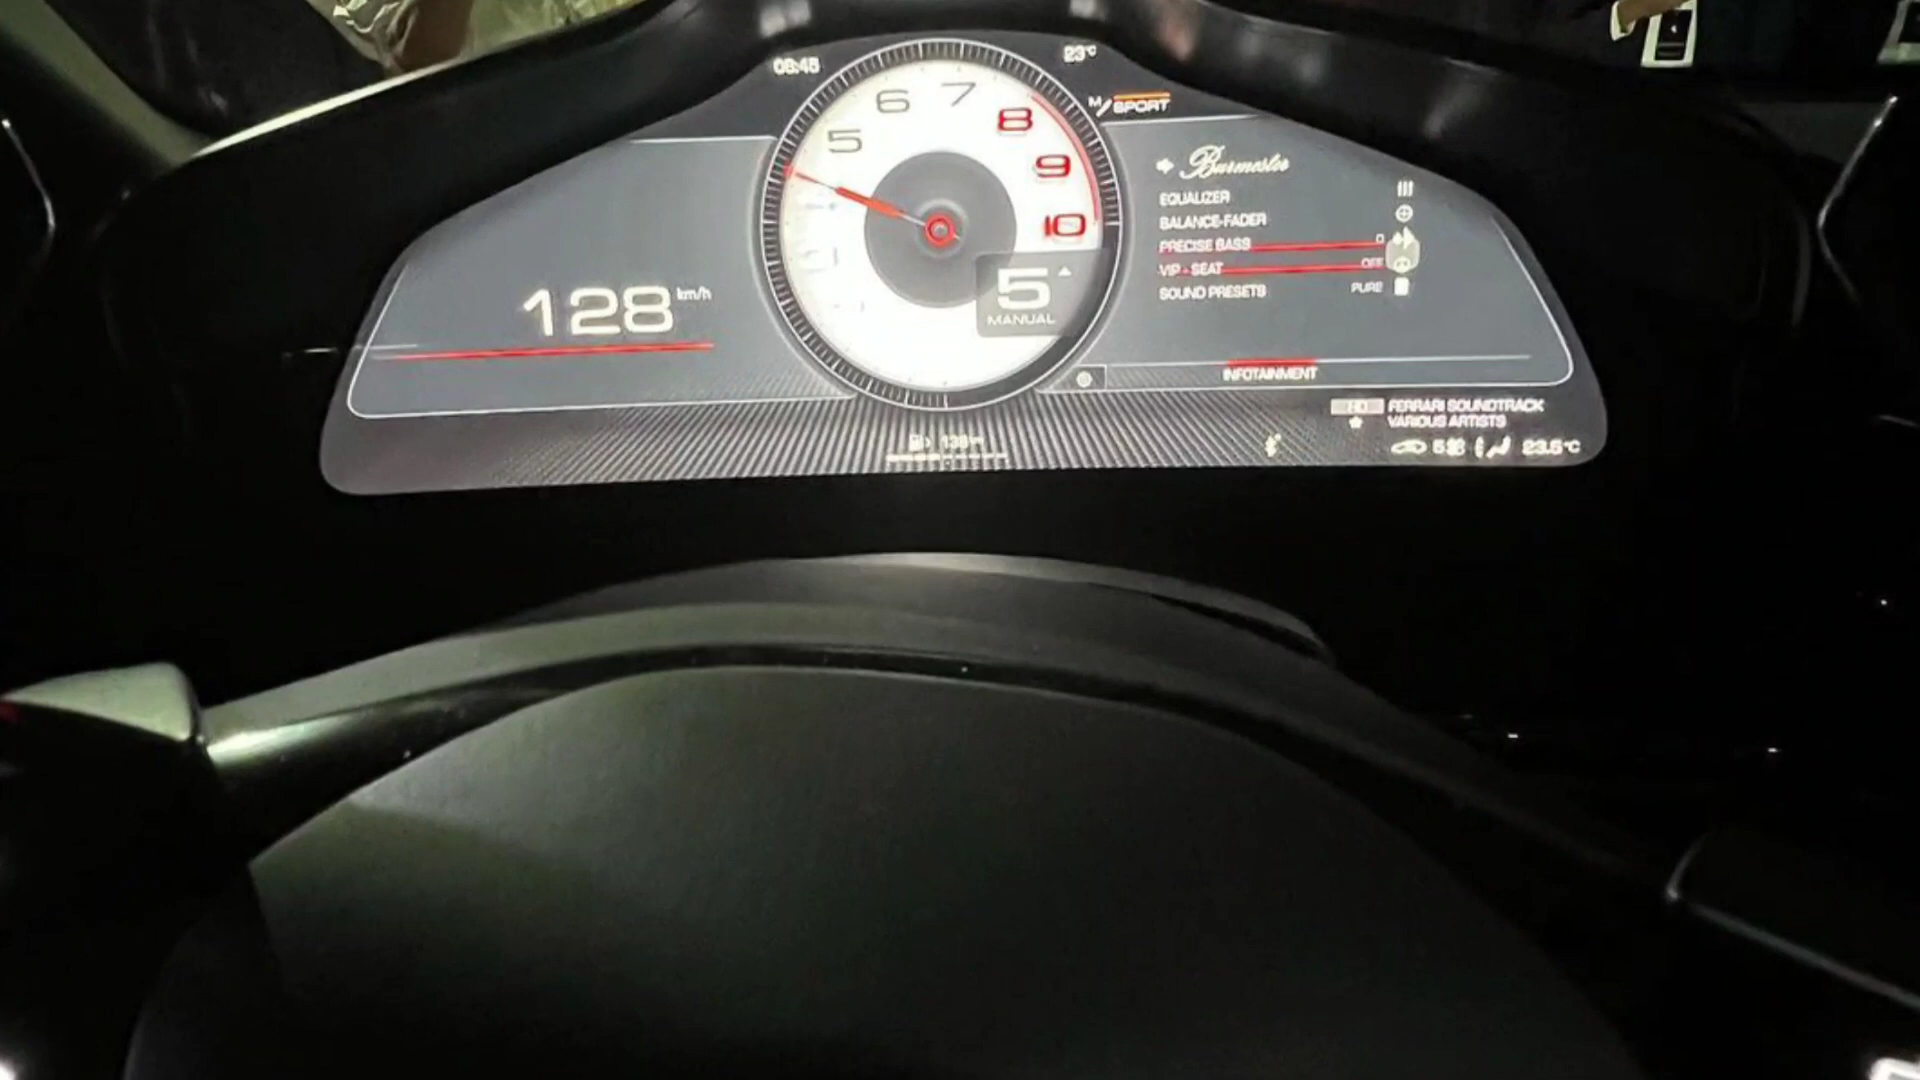 08:45
23°C
M/SPORT
5
6
7
8
9
10
5
MANUAL
128 km/h
Burmester
EQUALIZER
BALANCE-FADER
PRECISE BASS 0
VIP - SEAT OFF
SOUND PRESETS PURE
INFOTAINMENT
FERRARI SOUNDTRACK
VARIOUS ARTISTS
23.5°C